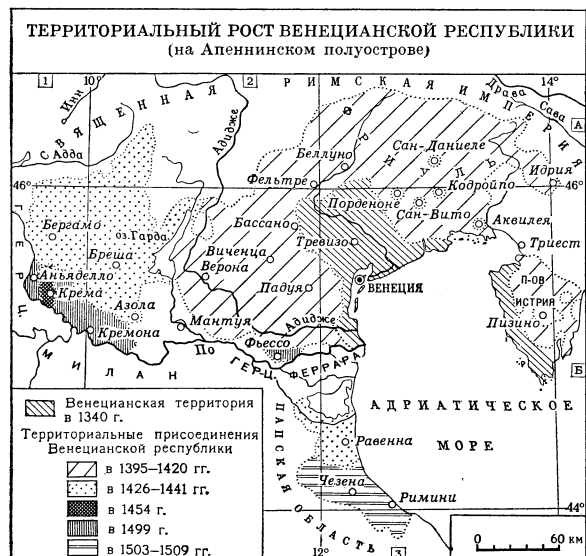 ТЕРРИТОРИАЛЬНЫЙ РОСТ ВЕНЕЦИАНСКОЙ РЕСПУБЛИКИ
(на Апеннинском полуострове)
1
10°
2
14°
СВЯЩЕННАЯ РИМСКАЯ ИМПЕРИЯ
Инн
Адда
Адидже
Драва
Сава
А
ФРИУЛЬ
Сан-Даниеле
Беллуно
Идрия
46°
Фельтре
46°
Кодройпо
Порденоне
Сан-Вито
Аквилея
Бергамо
оз. Гарда
Бассано
Тревизо
Триест
Бреша
Виченца
Верона
ВЕНЕЦИЯ
Аньяделло
П-ОВ
ИСТРИЯ
Крема
Падуя
Азола
Пизино
Мантуя
Адидже
Кремона
По
Фьессо
ГЕРЦ. МИЛАН
ГЕРЦ. ФЕРРАРА
Б
Венецианская территория
в 1340 г.
Территориальные присоединения
Венецианской республики
в 1395—1420 гг.
в 1426—1441 гг.
в 1454 г.
в 1499 г.
в 1503—1509 гг.
ПАПСКАЯ ОБЛАСТЬ
АДРИАТИЧЕСКОЕ
МОРЕ
Равенна
Чезена
Римини
44°
12°
3
0 60 км